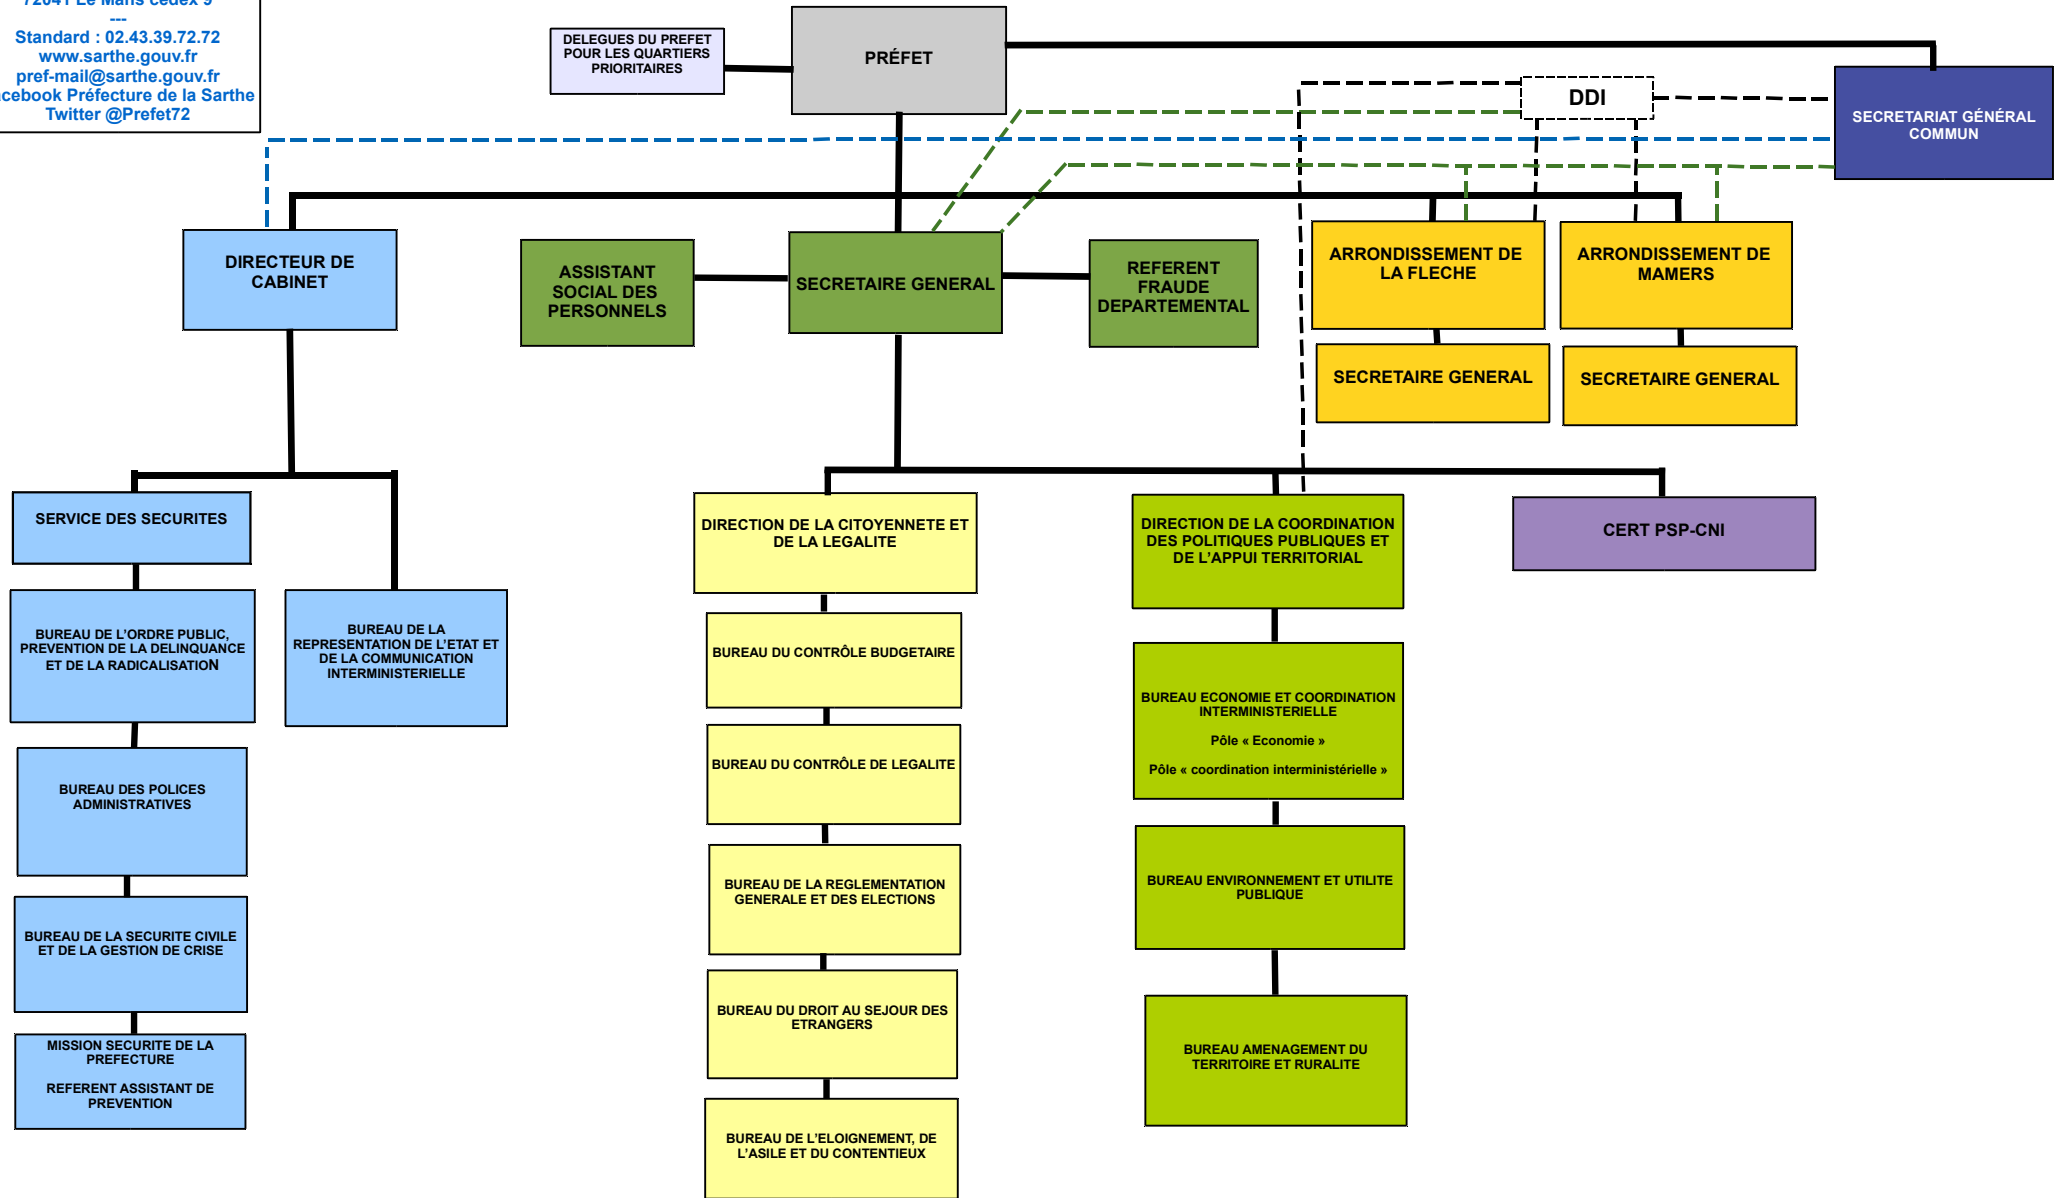 72041 Le Mans cedex 9
---
Standard : 02.43.39.72.72
www.sarthe.gouv.fr
pref-mail@sarthe.gouv.fr
Préfecture de la Sarthe
Twitter @Prefet72
DELEGUES DU PREFET
POUR LES QUARTIERS
PRIORITAIRES
PRÉFET
DDI
SECRETARIAT GÉNÉRAL
COMMUN
DIRECTEUR DE
CABINET
ASSISTANT
SOCIAL DES
PERSONNELS
SECRETAIRE GENERAL
REFERENT
FRAUDE
DEPARTEMENTAL
ARRONDISSEMENT DE
LA FLECHE
ARRONDISSEMENT DE
MAMERS
SECRETAIRE GENERAL
SECRETAIRE GENERAL
SERVICE DES SECURITES
BUREAU DE L'ORDRE PUBLIC,
PREVENTION DE LA DELINQUANCE
ET DE LA RADICALISATION
BUREAU DE LA
REPRESENTATION DE L'ETAT ET
DE LA COMMUNICATION
INTERMINISTERIELLE
BUREAU DES POLICES
ADMINISTRATIVES
BUREAU DE LA SECURITE CIVILE
ET DE LA GESTION DE CRISE
MISSION SECURITE DE LA
PREFECTURE
REFERENT ASSISTANT DE
PREVENTION
DIRECTION DE LA CITOYENNETE ET
DE LA LEGALITE
BUREAU DU CONTRÔLE BUDGETAIRE
BUREAU DU CONTRÔLE DE LEGALITE
BUREAU DE LA REGLEMENTATION
GENERALE ET DES ELECTIONS
BUREAU DU DROIT AU SEJOUR DES
ETRANGERS
BUREAU DE L'ELOIGNEMENT, DE
L'ASILE ET DU CONTENTIEUX
DIRECTION DE LA COORDINATION
DES POLITIQUES PUBLIQUES ET
DE L'APPUI TERRITORIAL
BUREAU ECONOMIE ET COORDINATION
INTERMINISTERIELLE
Pôle « Economie »
Pôle « coordination interministérielle »
BUREAU ENVIRONNEMENT ET UTILITE
PUBLIQUE
BUREAU AMENAGEMENT DU
TERRITOIRE ET RURALITE
CERT PSP-CNI